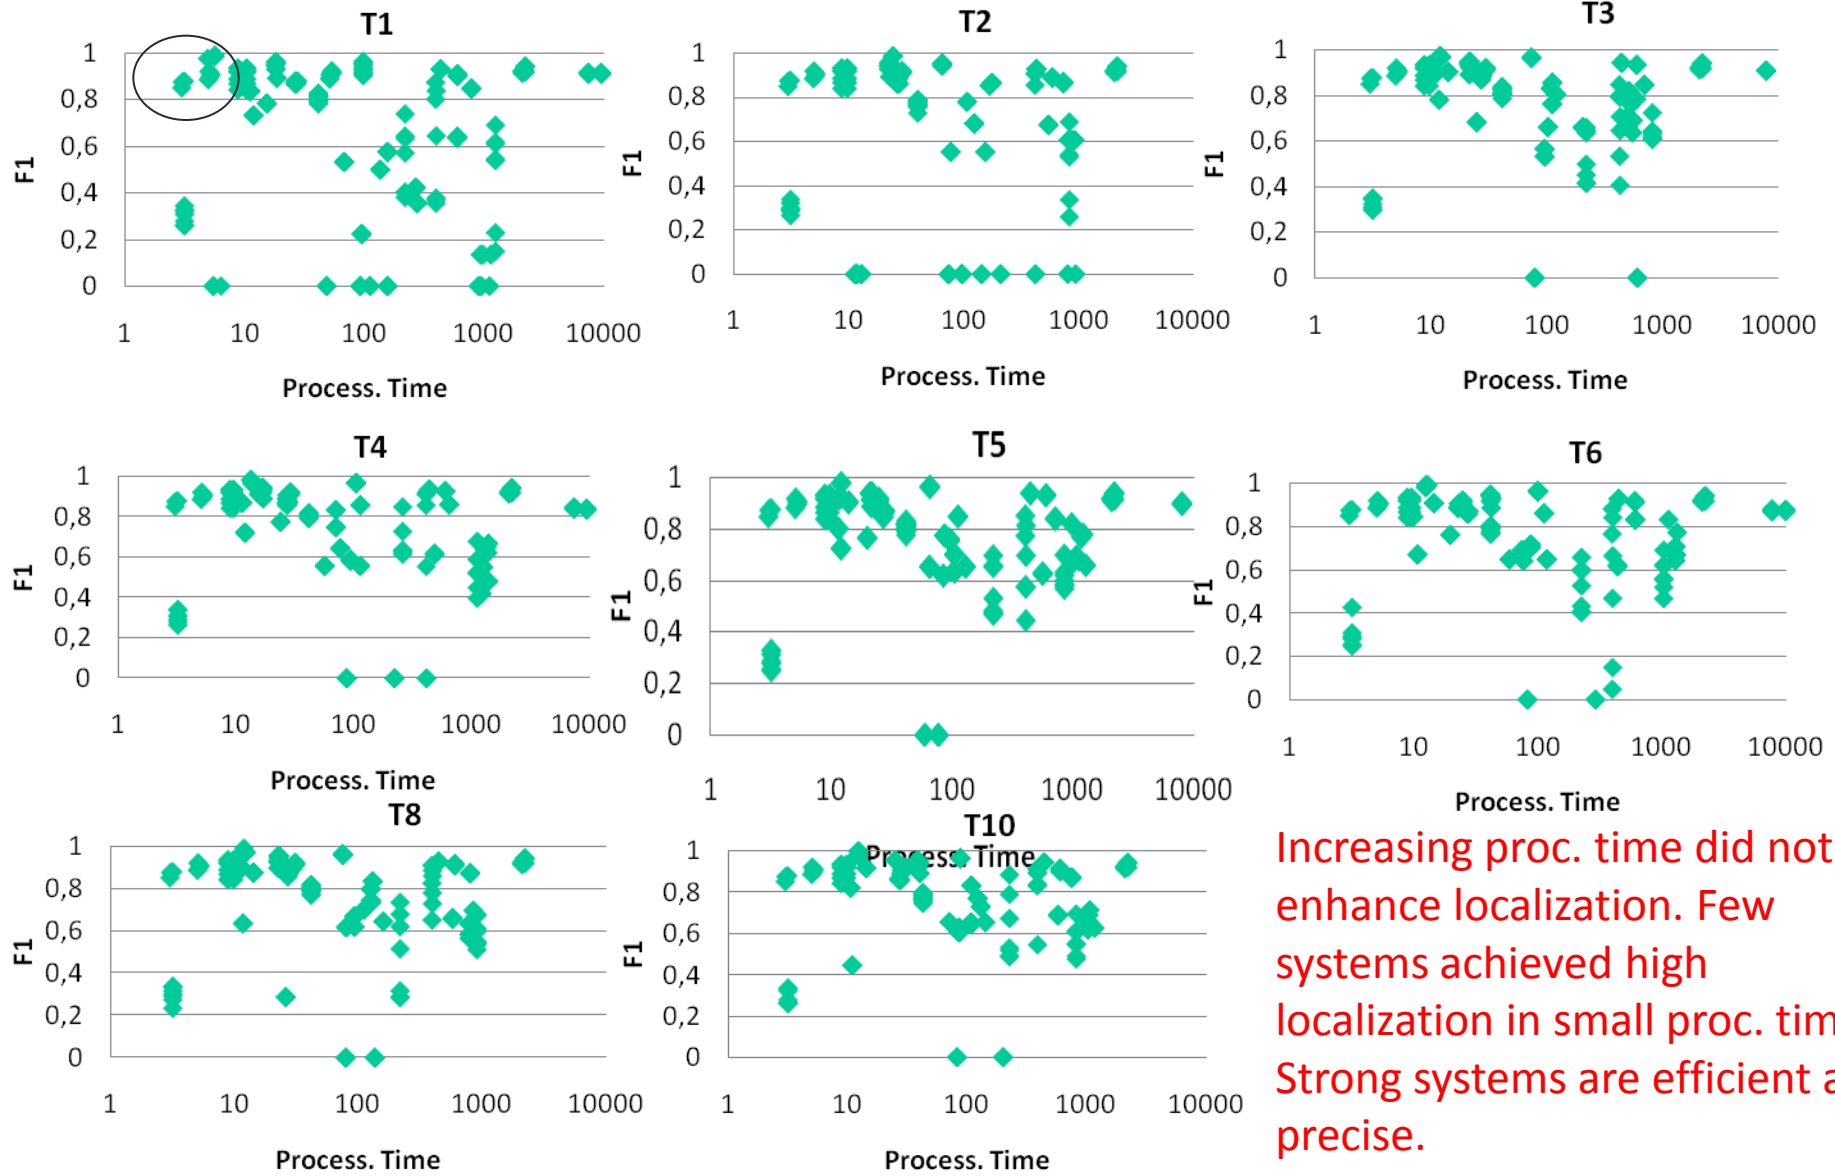 T1
1
0,8
0,6
0,4
0,2
0
F1
1 10 100 1000 10000
Process. Time
T2
1
0,8
0,6
0,4
0,2
0
F1
1 10 100 1000 10000
Process. Time
T3
1
0,8
0,6
0,4
0,2
0
F1
1 10 100 1000 10000
Process. Time
T4
1
0,8
0,6
0,4
0,2
0
F1
1 10 100 1000 10000
Process. Time
T5
1
0,8
0,6
0,4
0,2
0
F1
1 10 100 1000 10000
Process. Time
T6
1
0,8
0,6
0,4
0,2
0
F1
1 10 100 1000 10000
Process. Time
T8
1
0,8
0,6
0,4
0,2
0
F1
1 10 100 1000 10000
Process. Time
T10
1
0,8
0,6
0,4
0,2
0
F1
1 10 100 1000 10000
Process. Time
Increasing proc. time did not
enhance localization. Few
systems achieved high
localization in small proc.
Strong systems are efficient
precise.